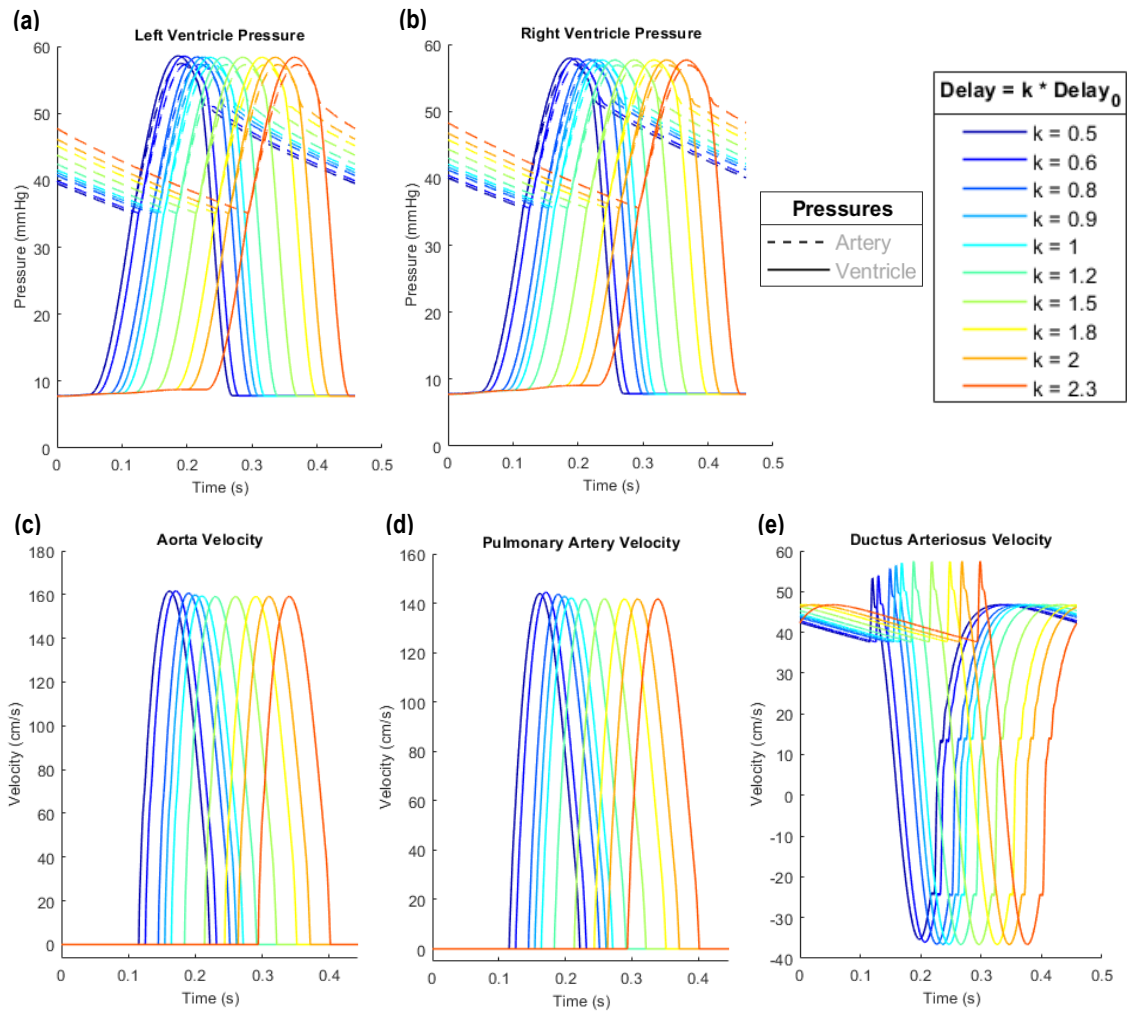 (a)
Left Ventricle Pressure
60
50
40
30
20
10
0
Pressure (mmHg)
0 0.1 0.2 0.3 0.4 0.5
Time (s)
(b)
Right Ventricle Pressure
60
50
40
30
20
10
0
Pressure (mmHg)
0 0.1 0.2 0.3 0.4 0.5
Time (s)
Pressures
Artery
Ventricle
Delay = k * Delay0
k = 0.5
k = 0.6
k = 0.8
k = 0.9
k = 1
k = 1.2
k = 1.5
k = 1.8
k = 2
k = 2.3
(c)
Aorta Velocity
180
160
140
120
100
80
60
40
20
0
Velocity (cm/s)
0 0.1 0.2 0.3 0.4
Time (s)
(d)
Pulmonary Artery Velocity
160
140
120
100
80
60
40
20
0
Velocity (cm/s)
0 0.1 0.2 0.3 0.4
Time (s)
(e)
Ductus Arteriosus Velocity
60
50
40
30
20
10
0
-10
-20
-30
-40
Velocity (cm/s)
0 0.1 0.2 0.3 0.4 0.5
Time (s)